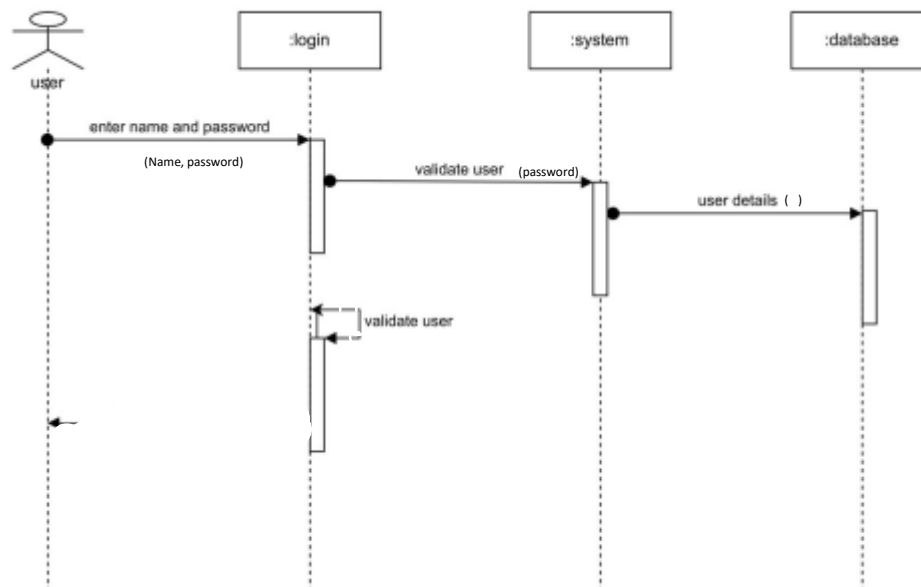 :login
:system
:database
user
enter name and password
(Name, password)
validate user (password)
user details ( )
validate user